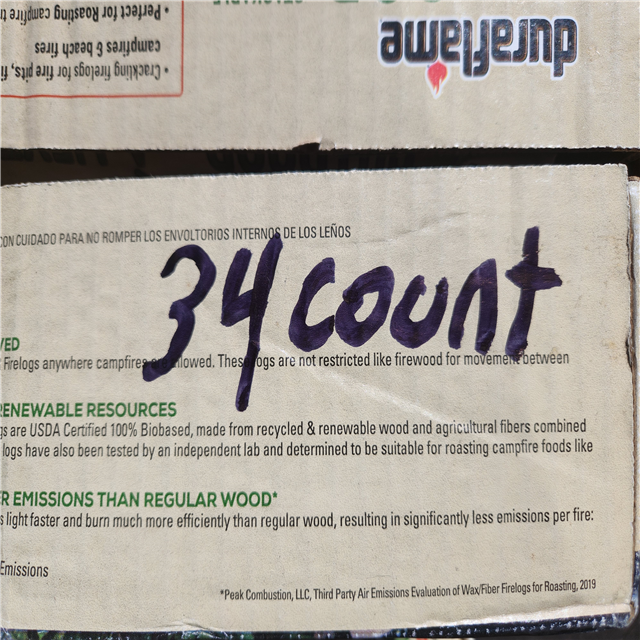 duraflame
• Crackling firelogs for fire pits,
campfires & beach fires
• Perfect for Roasting campfire
CON CUIDADO PARA NO ROMPER LOS ENVOLTORIOS INTERNOS DE LOS LEÑOS
34 count
Firelogs anywhere campfires are allowed. These logs are not restricted like firewood for movement between
RENEWABLE RESOURCES
are USDA Certified 100% Biobased, made from recycled & renewable wood and agricultural fibers combined
logs have also been tested by an independent lab and determined to be suitable for roasting campfire foods like
EMISSIONS THAN REGULAR WOOD*
light faster and burn much more efficiently than regular wood, resulting in significantly less emissions per fire:
Emissions
*Peak Combustion, LLC, Third Party Air Emissions Evaluation of Wax/Fiber Firelogs for Roasting, 2019